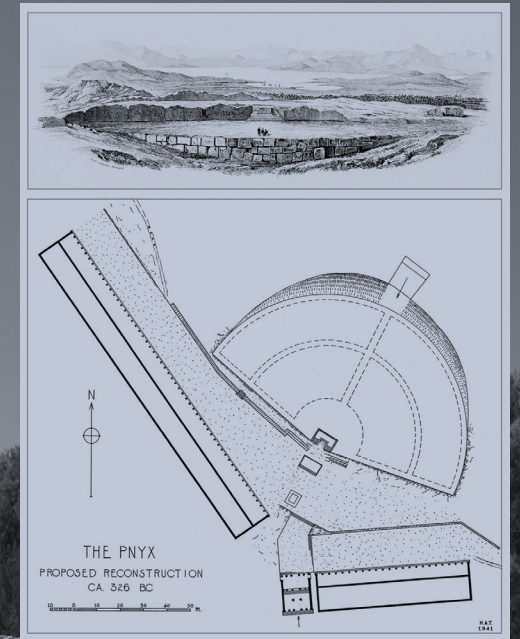 N
THE PNYX
PROPOSED RECONSTRUCTION
CA. 326 BC
10 0 10 20 30 40 50 m.
H.A.T.
1941